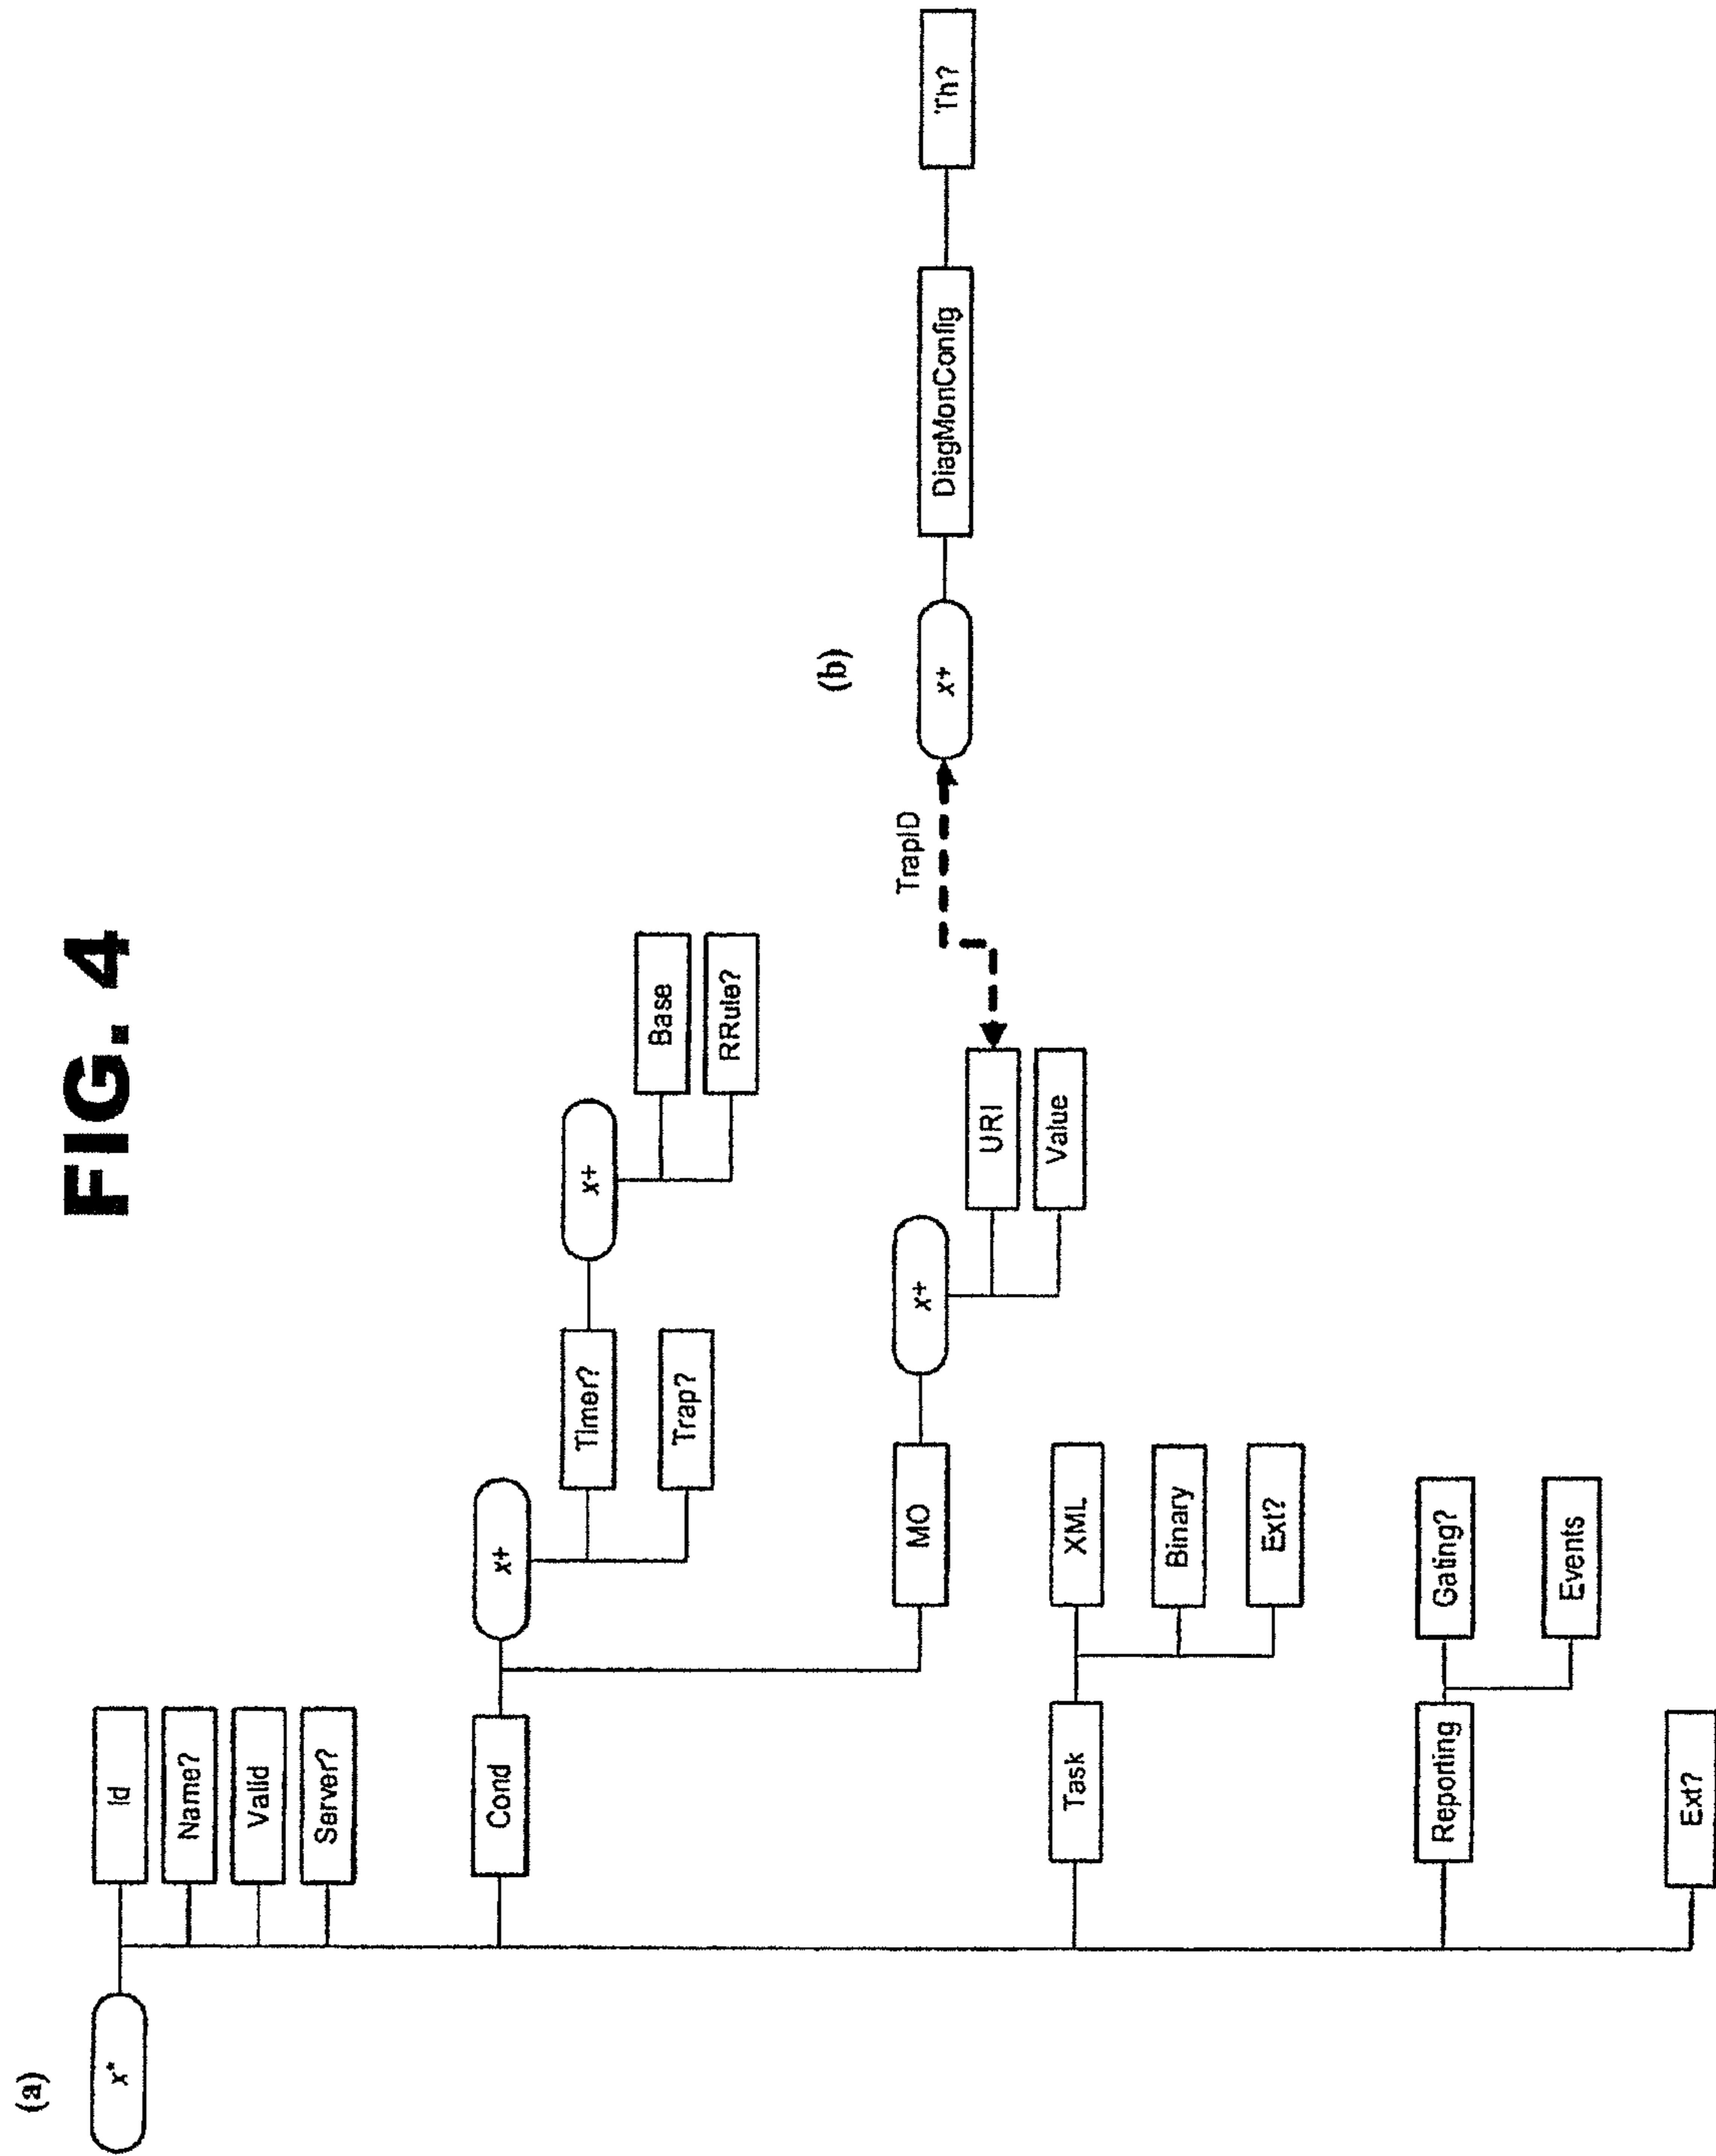 FIG. 4
(a)
x*
Id
Name?
Valid
Server?
Cond
x+
Timer?
x+
Base
RRule?
Trap?
MO
x+
URI
Value
TrapID
(b)
x+
DiagMonConfig
'Th?
Task
XML
Binary
Ext?
Reporting
Gating?
Events
Ext?